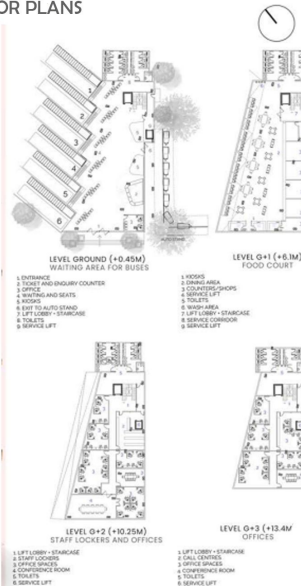 OR PLANS
1
2
3
4
5
6
LEVEL GROUND (+0.45M)
WAITING AREA FOR BUSES
1. ENTRANCE
2. TICKET AND ENQUIRY COUNTER
3. OFFICE
4. WAITING AND SEATS
5. KIOSKS
6. EXIT TO AUTO STAND
7. LIFT LOBBY + STAIRCASE
8. TOILETS
9. SERVICE LIFT
LEVEL G+1 (+6.1M)
FOOD COURT
1. KIOSKS
2. DINING AREA
3. COUNTERS/SHOPS
4. SERVICE LIFT
5. TOILETS
6. WASH AREA
7. LIFT LOBBY + STAIRCASE
8. SERVICE CORRIDOR
9. SERVICE LIFT
LEVEL G+2 (+10.25M)
STAFF LOCKERS AND OFFICES
1. LIFT LOBBY + STAIRCASE
2. STAFF LOCKERS
3. OFFICE SPACES
4. CONFERENCE ROOM
5. TOILETS
6. SERVICE LIFT
LEVEL G+3 (+13.4M
OFFICES
1. LIFT LOBBY + STAIRCASE
2. CALL CENTRES
3. OFFICE SPACES
4. CONFERENCE ROOM
5. TOILETS
6. SERVICE LIFT